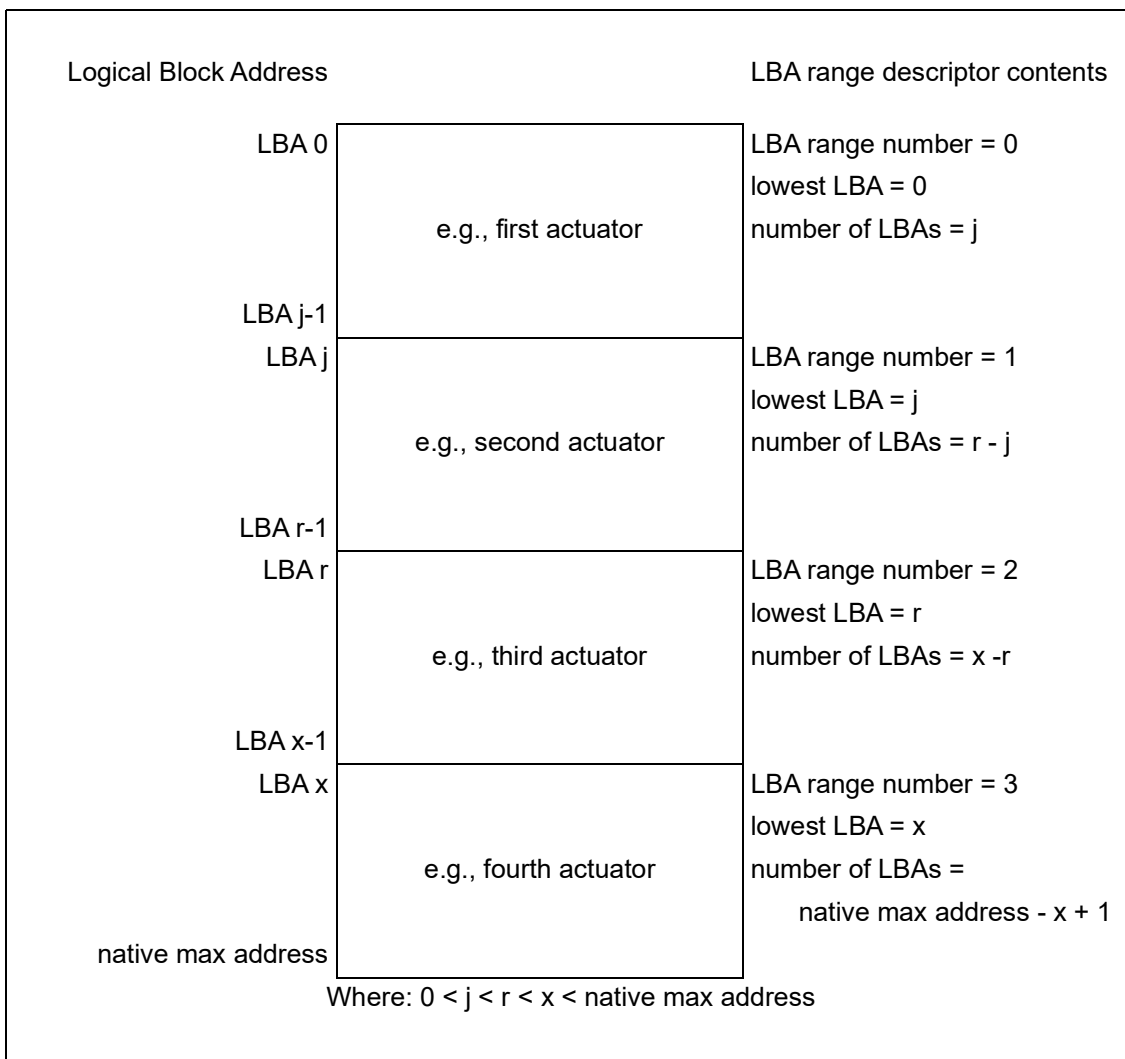 Logical Block Address
LBA range descriptor contents
LBA 0
LBA range number = 0
lowest LBA = 0
e.g., first actuator
number of LBAs = j
LBA j-1
LBA j
LBA range number = 1
lowest LBA = j
e.g., second actuator
number of LBAs = r - j
LBA r-1
LBA r
LBA range number = 2
lowest LBA = r
e.g., third actuator
number of LBAs = x -r
LBA x-1
LBA x
LBA range number = 3
lowest LBA = x
e.g., fourth actuator
number of LBAs =
native max address - x + 1
native max address
Where: 0 < j < r < x < native max address